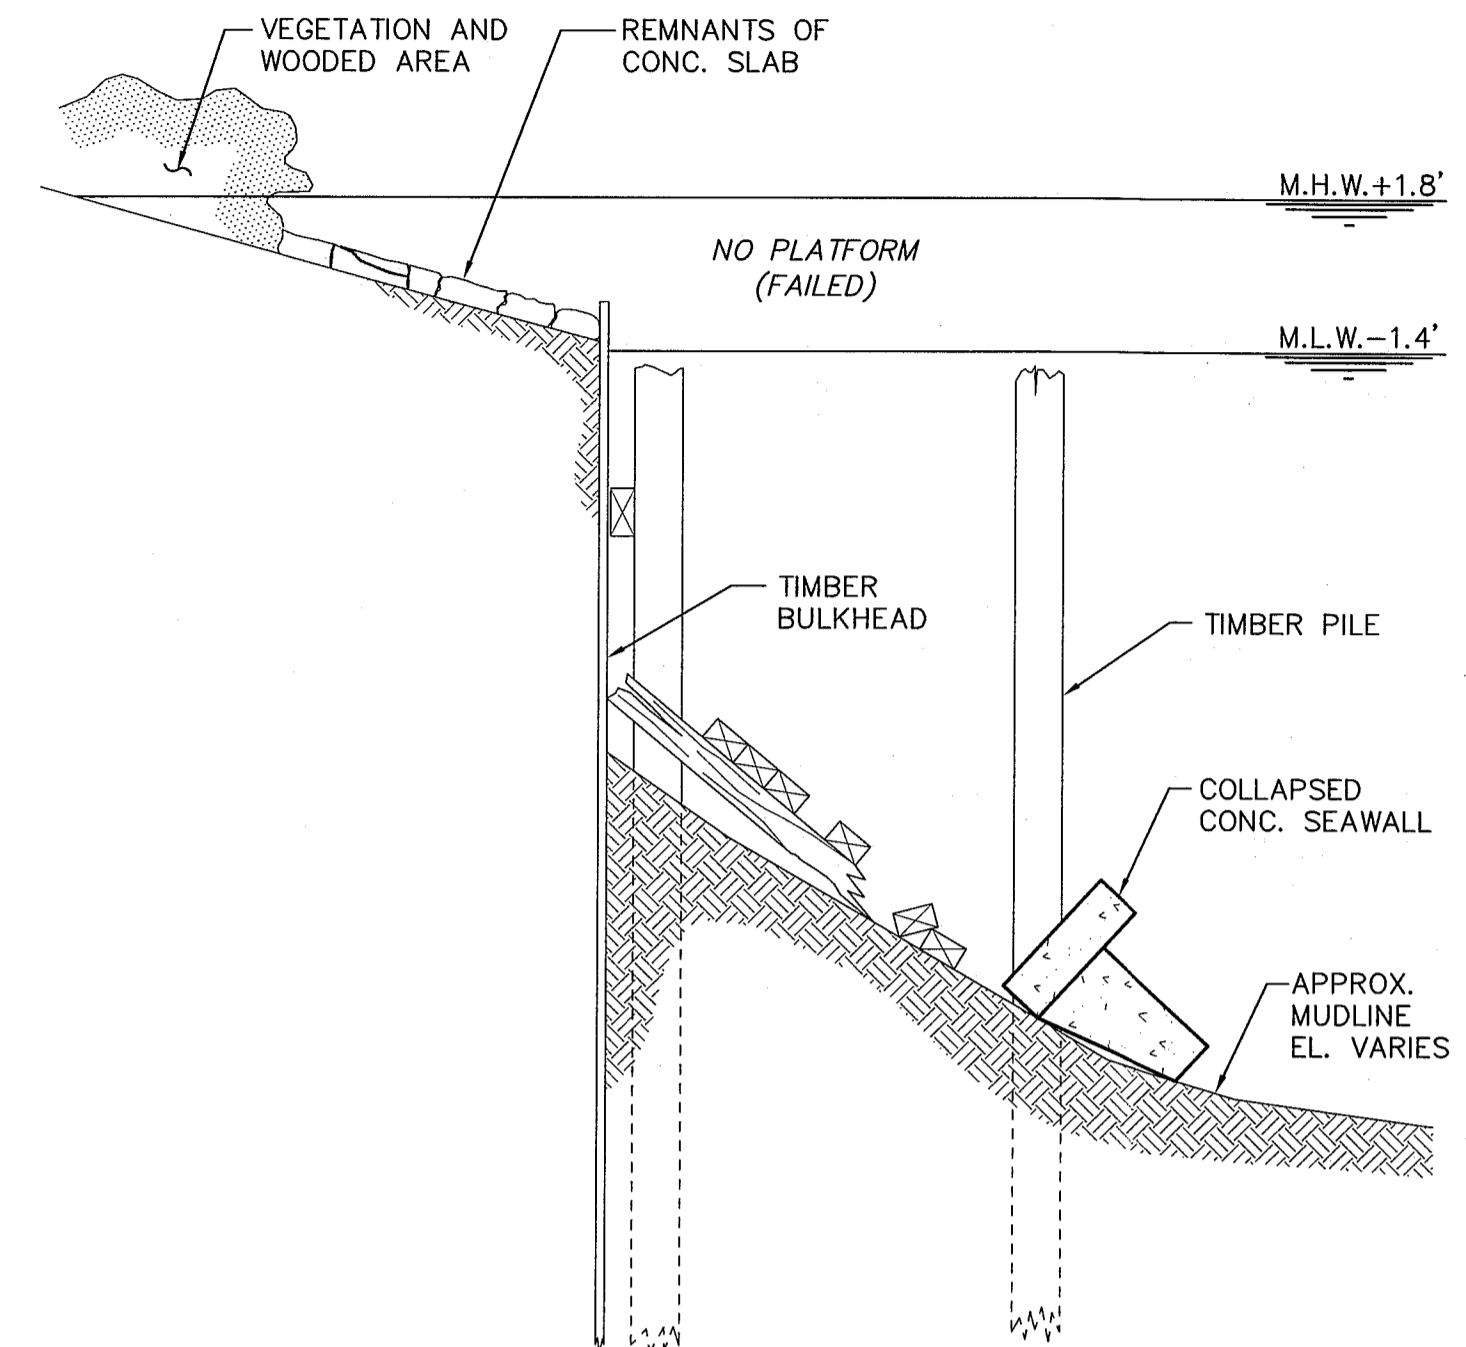 VEGETATION AND
WOODED AREA
REMNANTS OF
CONC. SLAB
M.H.W.+1.8'
NO PLATFORM
(FAILED)
M.L.W.-1.4'
TIMBER
BULKHEAD
TIMBER PILE
COLLAPSED
CONC. SEAWALL
APPROX.
MUDLINE
EL. VARIES